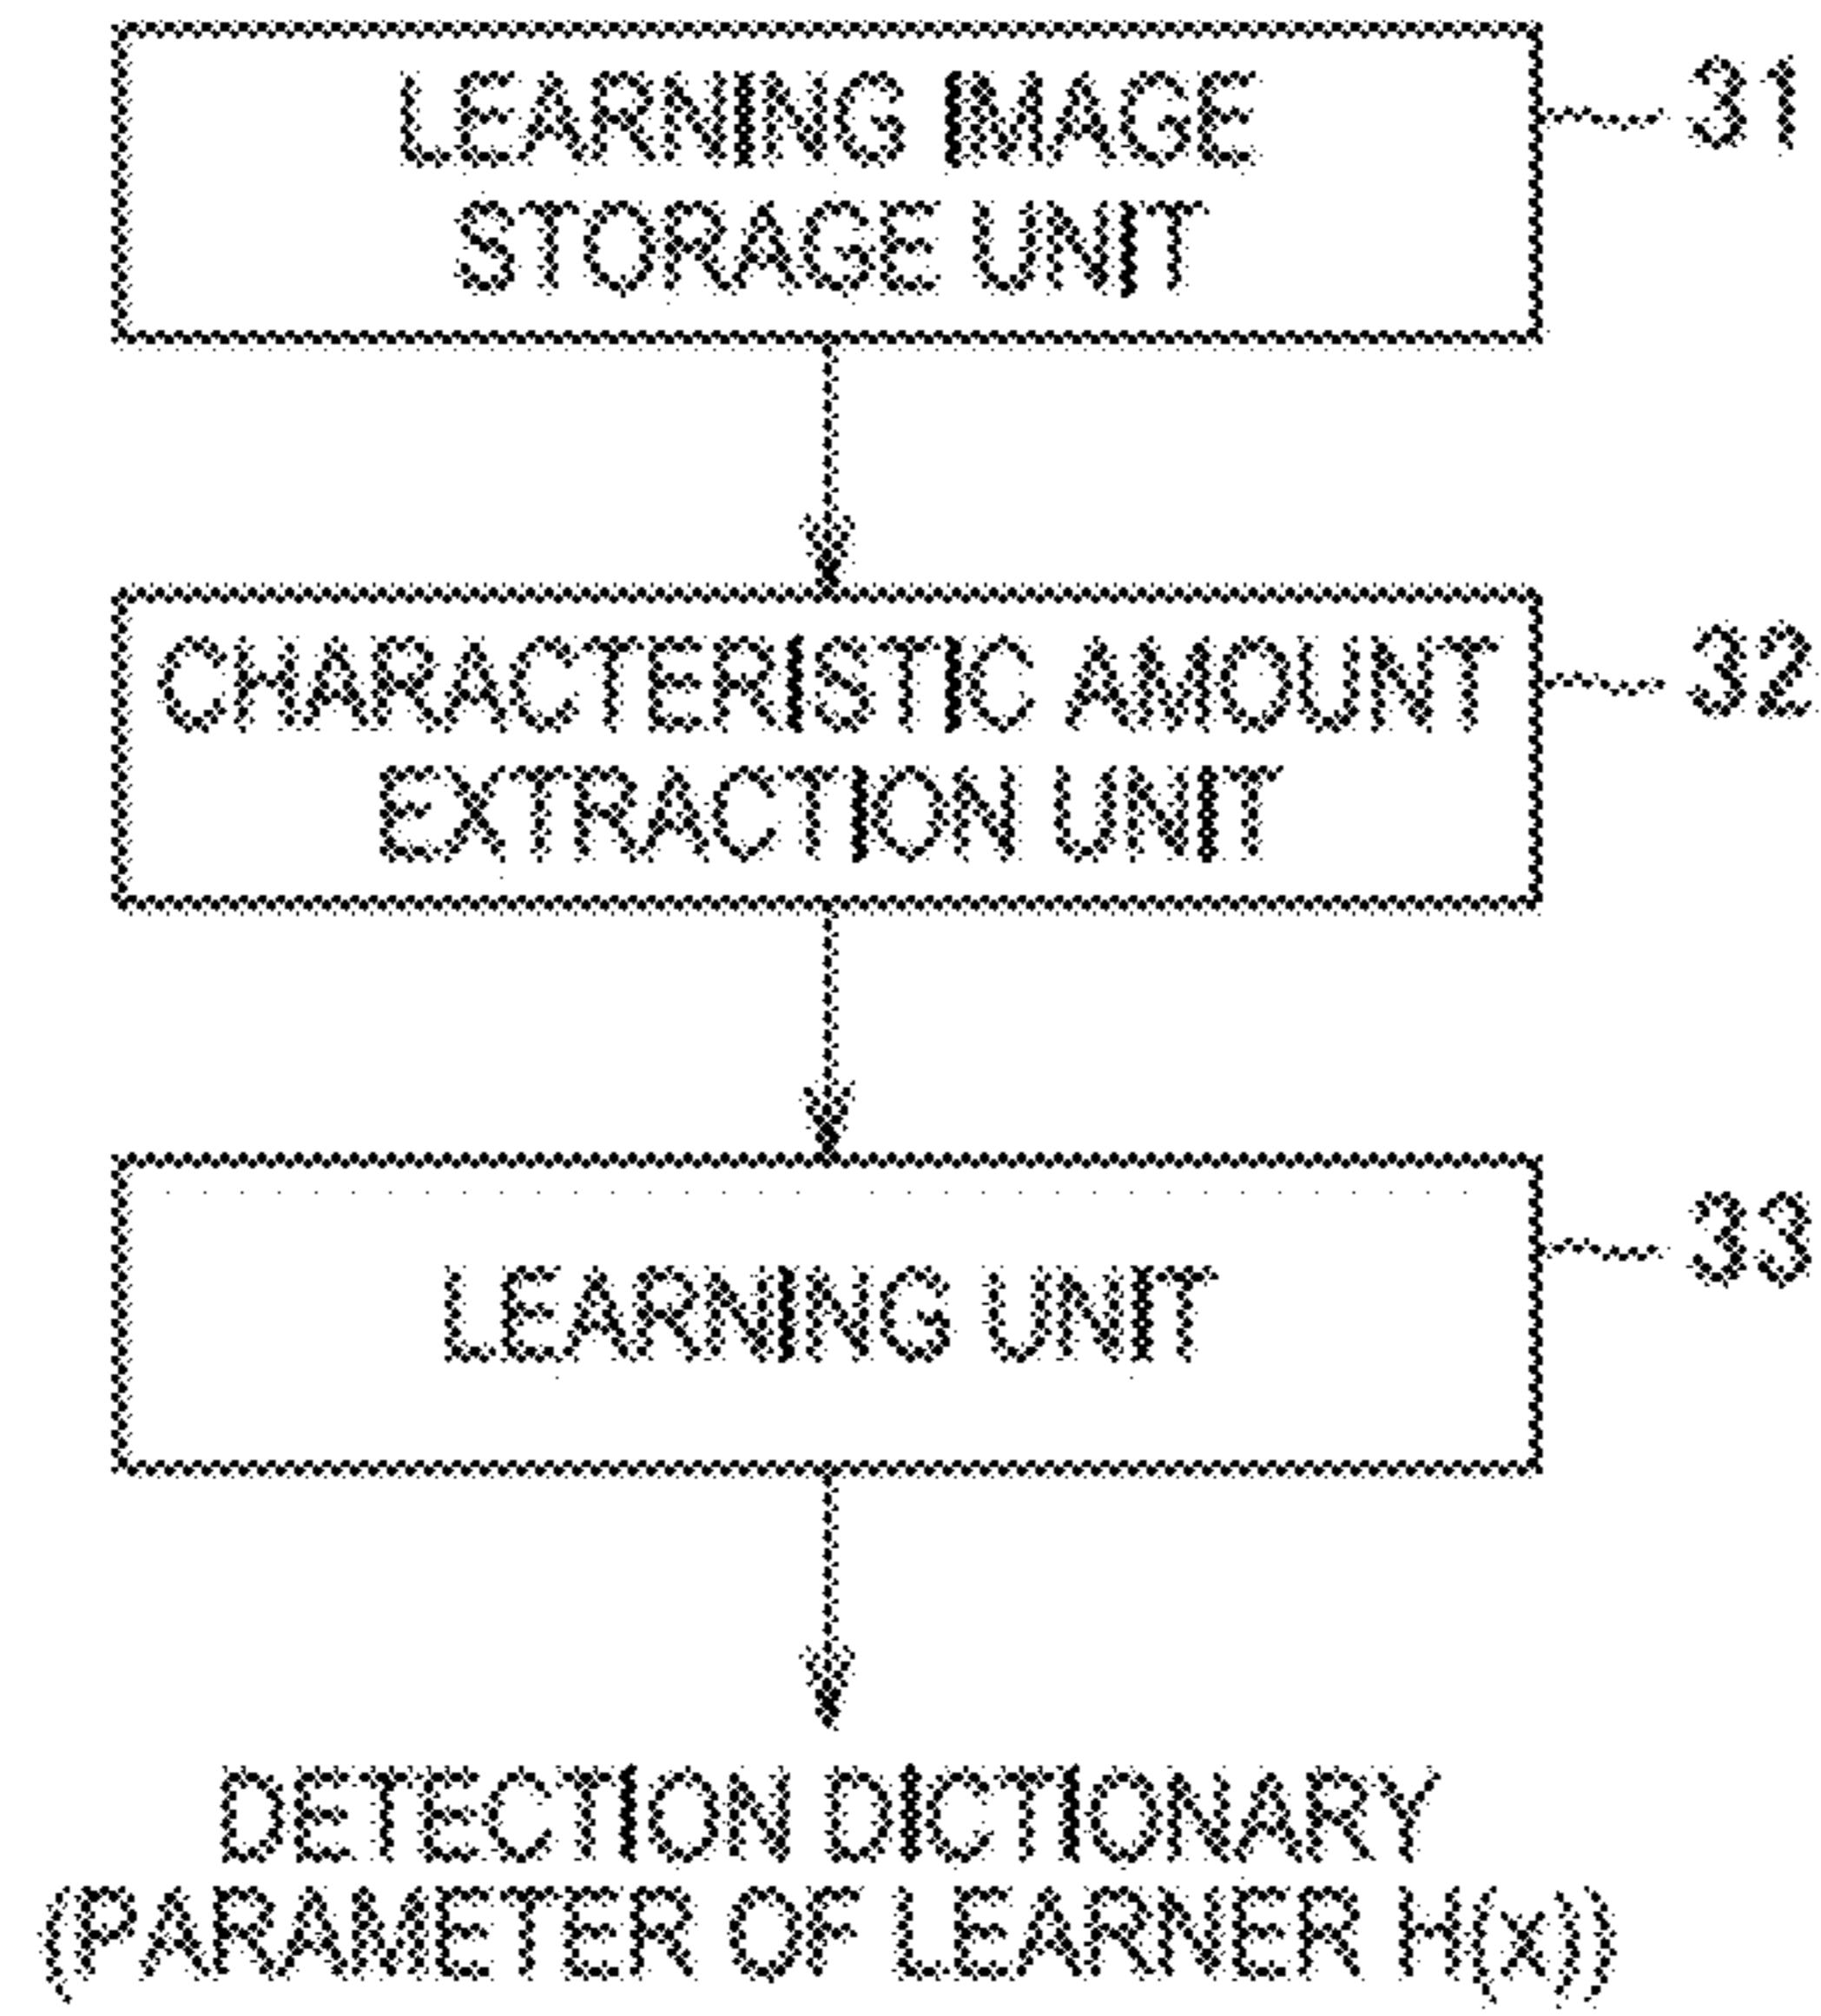 LEARNING IMAGE
STORAGE UNIT
31
CHARACTERISTIC AMOUNT
EXTRACTION UNIT
32
LEARNING UNIT
33
DETECTION DICTIONARY
(PARAMETER OF LEARNER H(x))